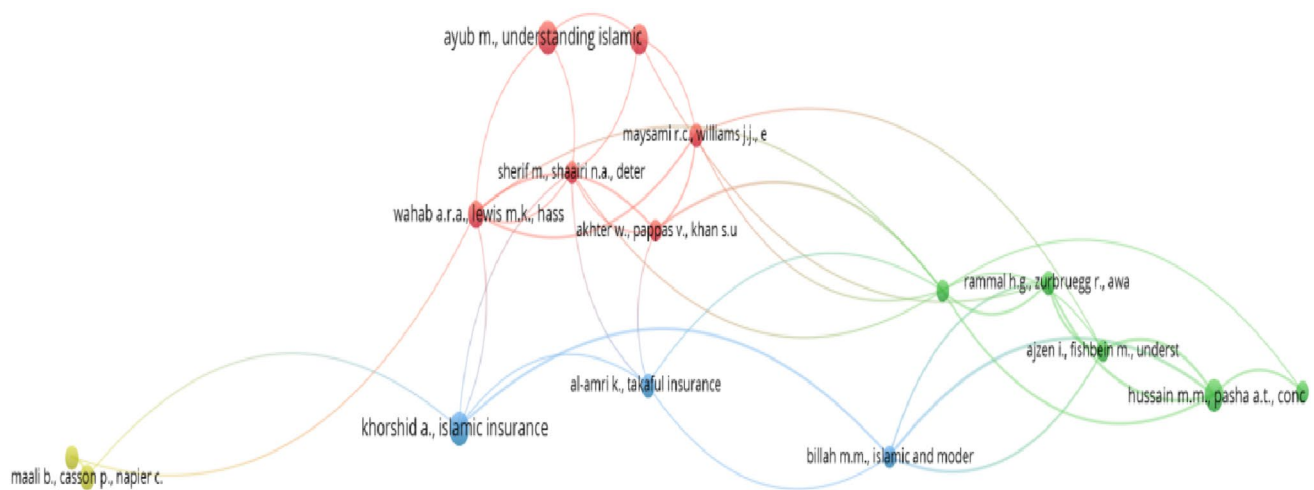 ayub m., understanding islamic
maysami r.c., williams j.j., e
sherif m., shaairi n.a., deter
wahab a.r.a., lewis m.k., hass
akhter w., pappas v., khan s.u
rammal h.g., zurbruegg r., awa
ajzen i., fishbein m., underst
al-amri k., takaful insurance
hussain m.m., pasha a.t., conc
khorshid a., islamic insurance
billah m.m., islamic and moder
maali b., casson p., napier c.